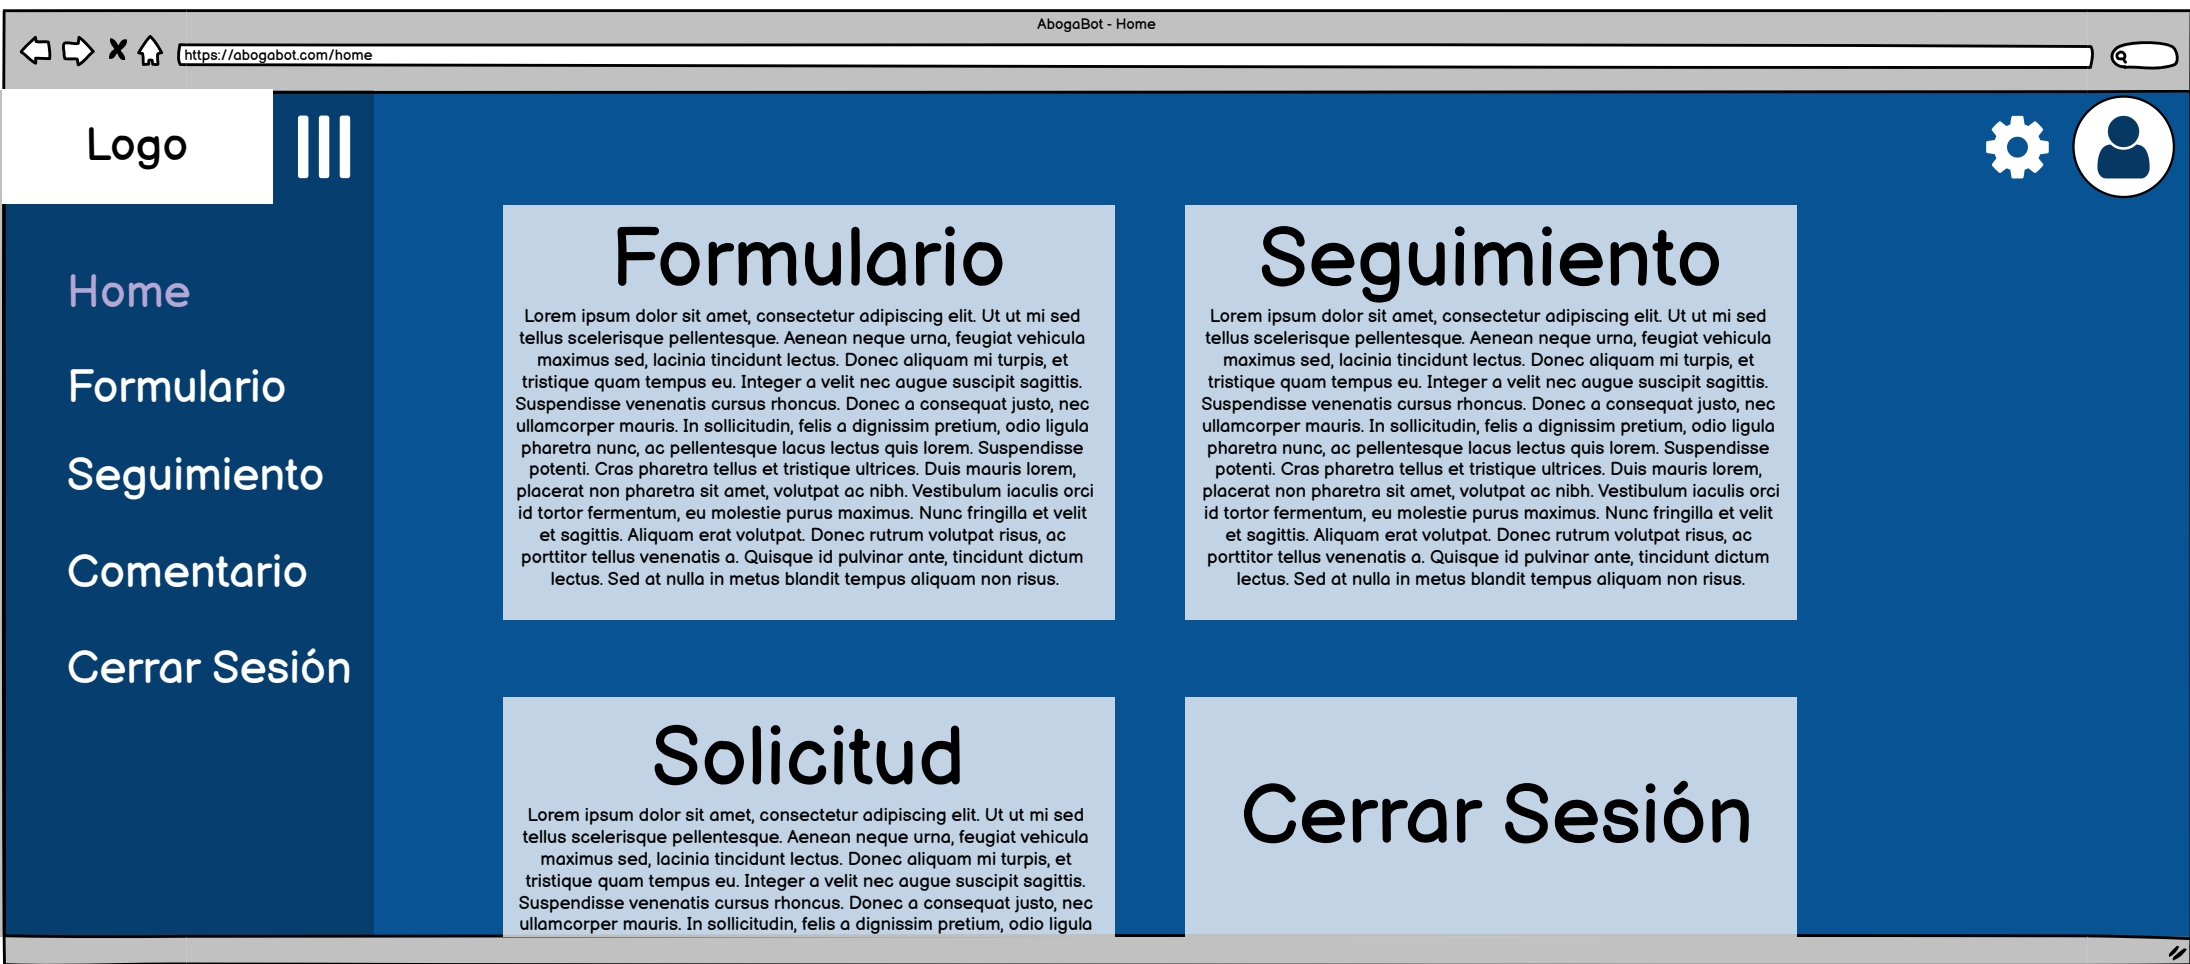 AbogaBot - Home
https://abogabot.com/home
Logo
Home
Formulario
Seguimiento
Comentario
Cerrar Sesión
Formulario
Lorem ipsum dolor sit amet, consectetur adipiscing elit. Ut ut mi sed
tellus scelerisque pellentesque. Aenean neque urna, feugiat vehicula
maximus sed, lacinia tincidunt lectus. Donec aliquam mi turpis, et
tristique quam tempus eu. Integer a velit nec augue suscipit sagittis.
Suspendisse venenatis cursus rhoncus. Donec a consequat justo, nec
ullamcorper mauris. In sollicitudin, felis a dignissim pretium, odio ligula
pharetra nunc, ac pellentesque lacus lectus quis lorem. Suspendisse
potenti. Cras pharetra tellus et tristique ultrices. Duis mauris lorem,
placerat non pharetra sit amet, volutpat ac nibh. Vestibulum iaculis orci
id tortor fermentum, eu molestie purus maximus. Nunc fringilla et velit
et sagittis. Aliquam erat volutpat. Donec rutrum volutpat risus, ac
porttitor tellus venenatis a. Quisque id pulvinar ante, tincidunt dictum
lectus. Sed at nulla in metus blandit tempus aliquam non risus.
Seguimiento
Lorem ipsum dolor sit amet, consectetur adipiscing elit. Ut ut mi sed
tellus scelerisque pellentesque. Aenean neque urna, feugiat vehicula
maximus sed, lacinia tincidunt lectus. Donec aliquam mi turpis, et
tristique quam tempus eu. Integer a velit nec augue suscipit sagittis.
Suspendisse venenatis cursus rhoncus. Donec a consequat justo, nec
ullamcorper mauris. In sollicitudin, felis a dignissim pretium, odio ligula
pharetra nunc, ac pellentesque lacus lectus quis lorem. Suspendisse
potenti. Cras pharetra tellus et tristique ultrices. Duis mauris lorem,
placerat non pharetra sit amet, volutpat ac nibh. Vestibulum iaculis orci
id tortor fermentum, eu molestie purus maximus. Nunc fringilla et velit
et sagittis. Aliquam erat volutpat. Donec rutrum volutpat risus, ac
porttitor tellus venenatis a. Quisque id pulvinar ante, tincidunt dictum
lectus. Sed at nulla in metus blandit tempus aliquam non risus.
Solicitud
Lorem ipsum dolor sit amet, consectetur adipiscing elit. Ut ut mi sed
tellus scelerisque pellentesque. Aenean neque urna, feugiat vehicula
maximus sed, lacinia tincidunt lectus. Donec aliquam mi turpis, et
tristique quam tempus eu. Integer a velit nec augue suscipit sagittis.
Suspendisse venenatis cursus rhoncus. Donec a consequat justo, nec
ullamcorper mauris. In sollicitudin, felis a dignissim pretium, odio ligula
Cerrar Sesión